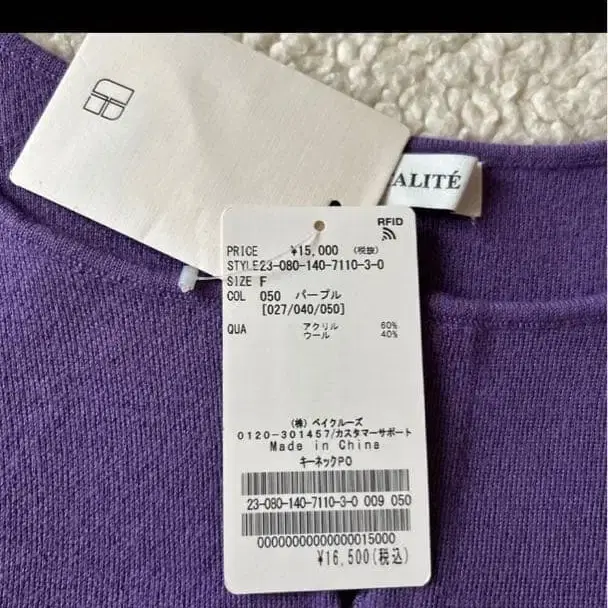 ALITÉ
RFID
PRICE ¥15,000 (税抜)
STYLE23-080-140-7110-3-0
SIZE F
COL 050 パープル
[027/040/050]
QUA アクリル 60%
ウール 40%
(株)ベイクルーズ
0120-301457/カスタマーサポート
Made in China
キーネックPO
23-080-140-7110-3-0 009 050
00000000000000015000
¥16,500(税込)